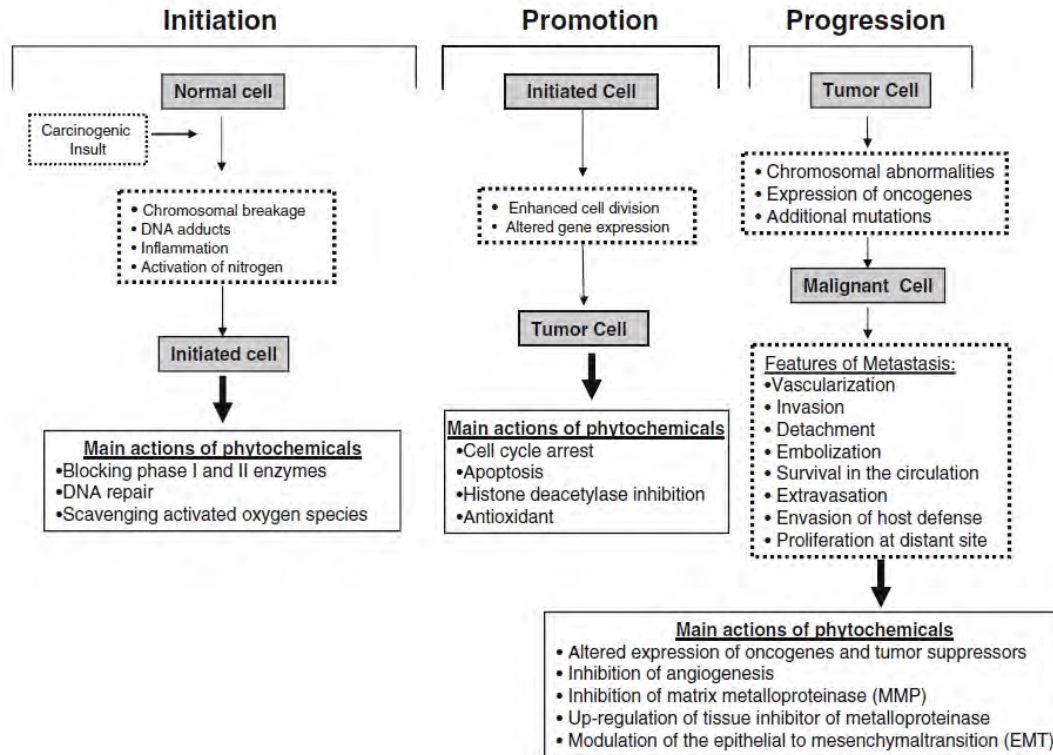 Initiation
Normal cell
Carcinogenic
Insult
• Chromosomal breakage
• DNA adducts
• Inflammation
• Activation of nitrogen
Initiated cell
Main actions of phytochemicals
•Blocking phase I and II enzymes
•DNA repair
•Scavenging activated oxygen species
Promotion
Initiated Cell
• Enhanced cell division
• Altered gene expression
Tumor Cell
Main actions of phytochemicals
•Cell cycle arrest
•Apoptosis
•Histone deacetylase inhibition
•Antioxidant
Progression
Tumor Cell
• Chromosomal abnormalities
• Expression of oncogenes
• Additional mutations
Malignant Cell
Features of Metastasis:
•Vascularization
• Invasion
• Detachment
• Embolization
• Survival in the circulation
• Extravasation
• Envasion of host defense
• Proliferation at distant site
Main actions of phytochemicals
• Altered expression of oncogenes and tumor suppressors
• Inhibition of angiogenesis
• Inhibition of matrix metalloproteinase (MMP)
• Up-regulation of tissue inhibitor of metalloproteinase
• Modulation of the epithelial to mesenchymaltransition (EMT)